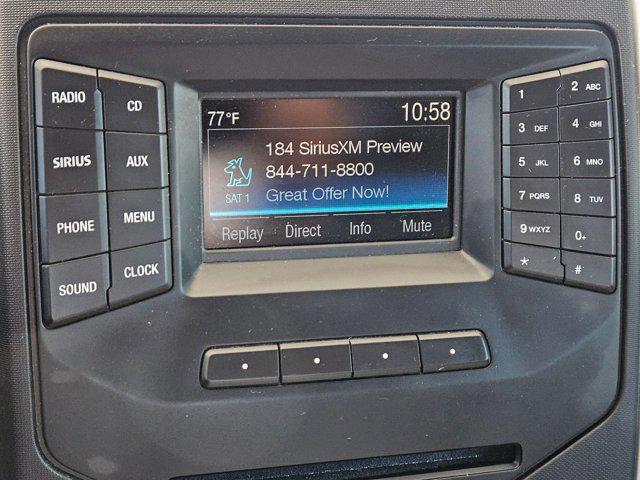 RADIO
CD
SIRIUS
AUX
PHONE
MENU
SOUND
CLOCK
77°F
10:58
184 SiriusXM Preview
844-711-8800
SAT 1
Great Offer Now!
Replay Direct Info Mute
1
2 ABC
3 DEF
4 GHI
5 JKL
6 MNO
7 PQRS
8 TUV
9 WXYZ
0+
*
#